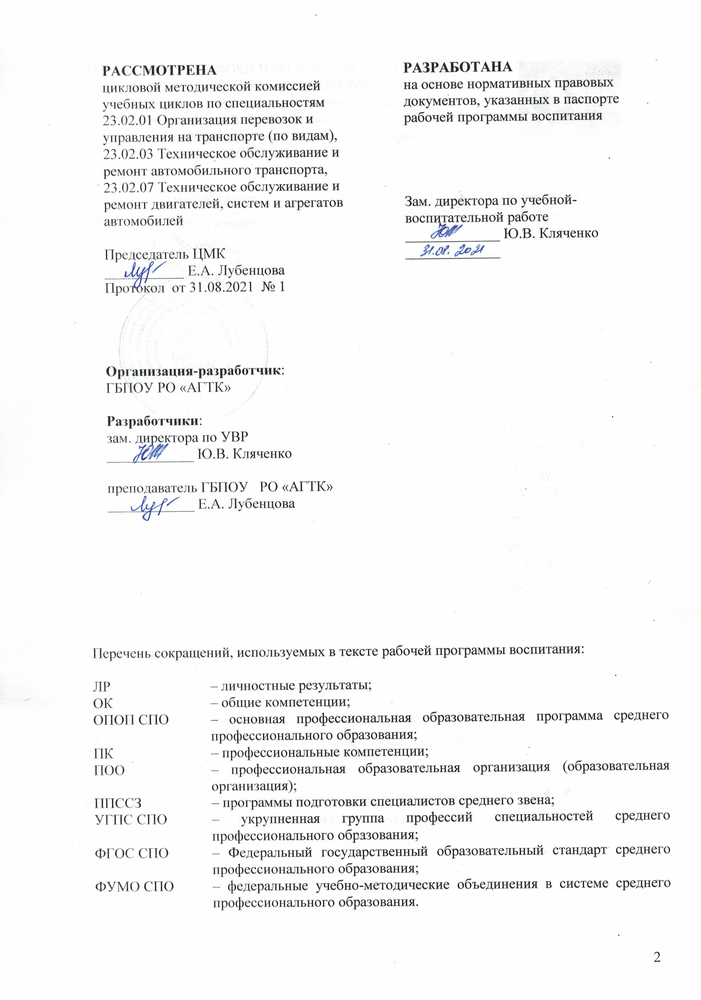 РАССМОТРЕНА
цикловой методической комиссией
учебных циклов по специальностям
23.02.01 Организация перевозок и
управления на транспорте (по видам),
23.02.03 Техническое обслуживание и
ремонт автомобильного транспорта,
23.02.07 Техническое обслуживание и
ремонт двигателей, систем и агрегатов
автомобилей
Председатель ЦМК
Е.А. Лубенцова
Протокол от 31.08.2021 № 1
РАЗРАБОТАНА
на основе нормативных правовых
документов, указанных в паспорте
рабочей программы воспитания
Зам. директора по учебной-
воспитательной работе
Ю.В. Кляченко
31.08. 2021
Организация-разработчик:
ГБПОУ РО «АГТК»
Разработчики:
зам. директора по УВР
Ю.В. Кляченко
преподаватель ГБПОУ РО «АГТК»
Е.А. Лубенцова
Перечень сокращений, используемых в тексте рабочей программы воспитания:
ЛР – личностные результаты;
ОК – общие компетенции;
ОПОП СПО – основная профессиональная образовательная программа среднего
профессионального образования;
ПК – профессиональные компетенции;
ПОО – профессиональная образовательная организация (образовательная
организация);
ППССЗ – программы подготовки специалистов среднего звена;
УГПС СПО – укрупненная группа профессий специальностей среднего
профессионального образования;
ФГОС СПО – Федеральный государственный образовательный стандарт среднего
профессионального образования;
ФУМО СПО – федеральные учебно-методические объединения в системе среднего
профессионального образования.
2